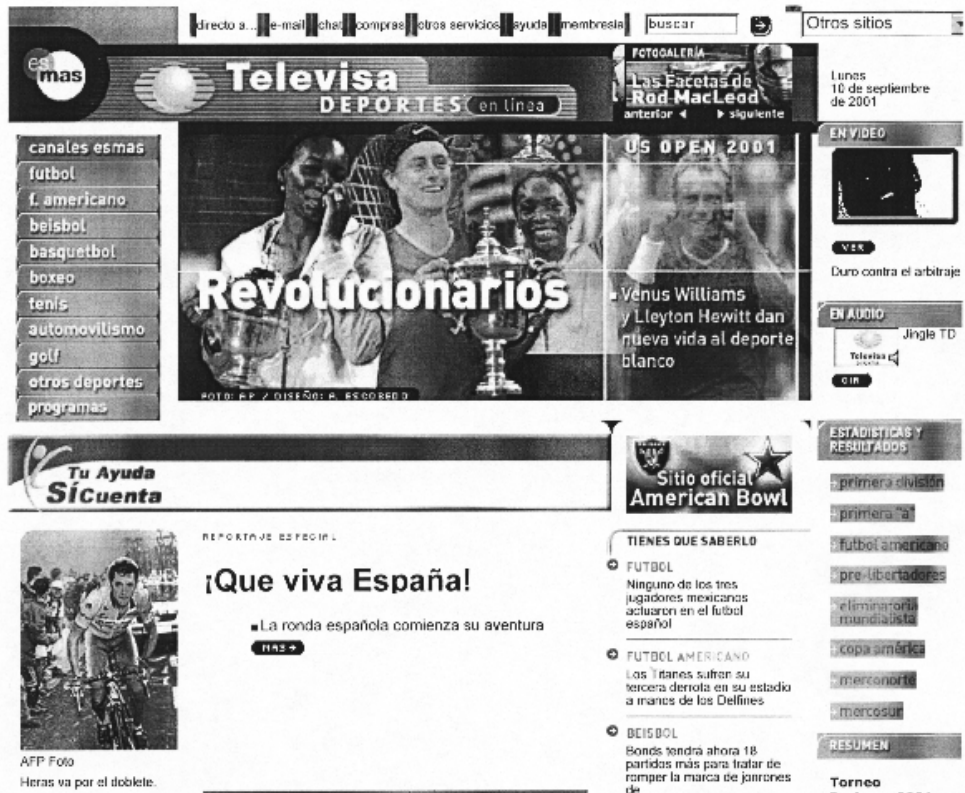 directo a...
e-mail
chat
compras
otros servicios
ayuda
membresia
buscar
Otros sitios
es
mas
Televisa
DEPORTES en línea
FOTOGALERÍA
Las Facetas de
Rod MacLeod
anterior siguiente
Lunes
10 de septiembre
de 2001
canales esmas
futbol
f. americano
beisbol
basquetbol
boxeo
tenis
automovilismo
golf
otros deportes
programas
US OPEN 2001
Revolucionarios
Venus Williams
y Lleyton Hewitt dan
nueva vida al deporte
blanco
FOTO: AP / DISEÑO: A. ESCOBEDO
EN VIDEO
VER
Duro contra el arbitraje
EN AUDIO
Jingle TD
Televisa
OIR
Tu Ayuda
Sí Cuenta
Sitio oficial
American Bowl
ESTADISTICAS Y
RESULTADOS
primera división
primera "a"
futbol americano
pre-libertadores
eliminatoria
mundialista
copa américa
merconorte
mercosur
RESUMEN
Torneo
AFP Foto
Heras va por el doblete.
REPORTAJE ESPECIAL
¡Que viva España!
La ronda española comienza su aventura
MAS
TIENES QUE SABERLO
FUTBOL
Ninguno de los tres
jugadores mexicanos
actuaron en el futbol
español
FUTBOL AMERICANO
Los Titanes sufren su
tercera derrota en su estadio
a manos de los Delfines
BEISBOL
Bonds tendrá ahora 18
partidos más para tratar de
romper la marca de jonrones
de